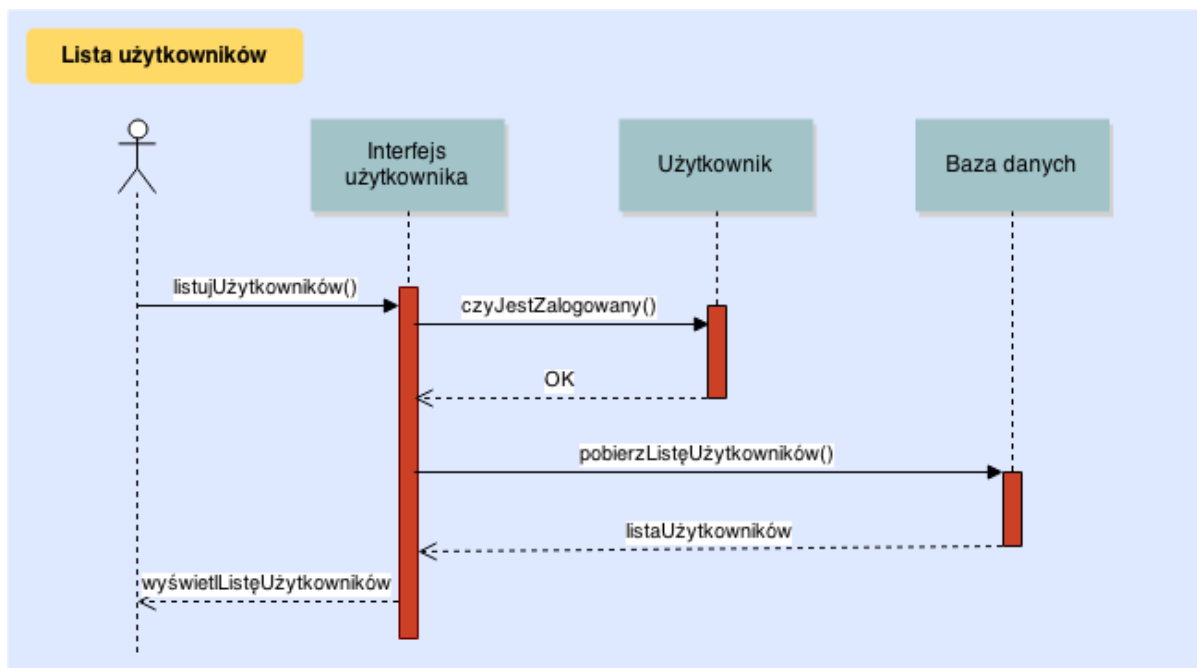 Lista użytkowników
Interfejs
użytkownika
Użytkownik
Baza danych
listujUżytkowników()
czyJestZalogowany()
OK
pobierzListęUżytkowników()
listaUżytkowników
wyświetlListęUżytkowników